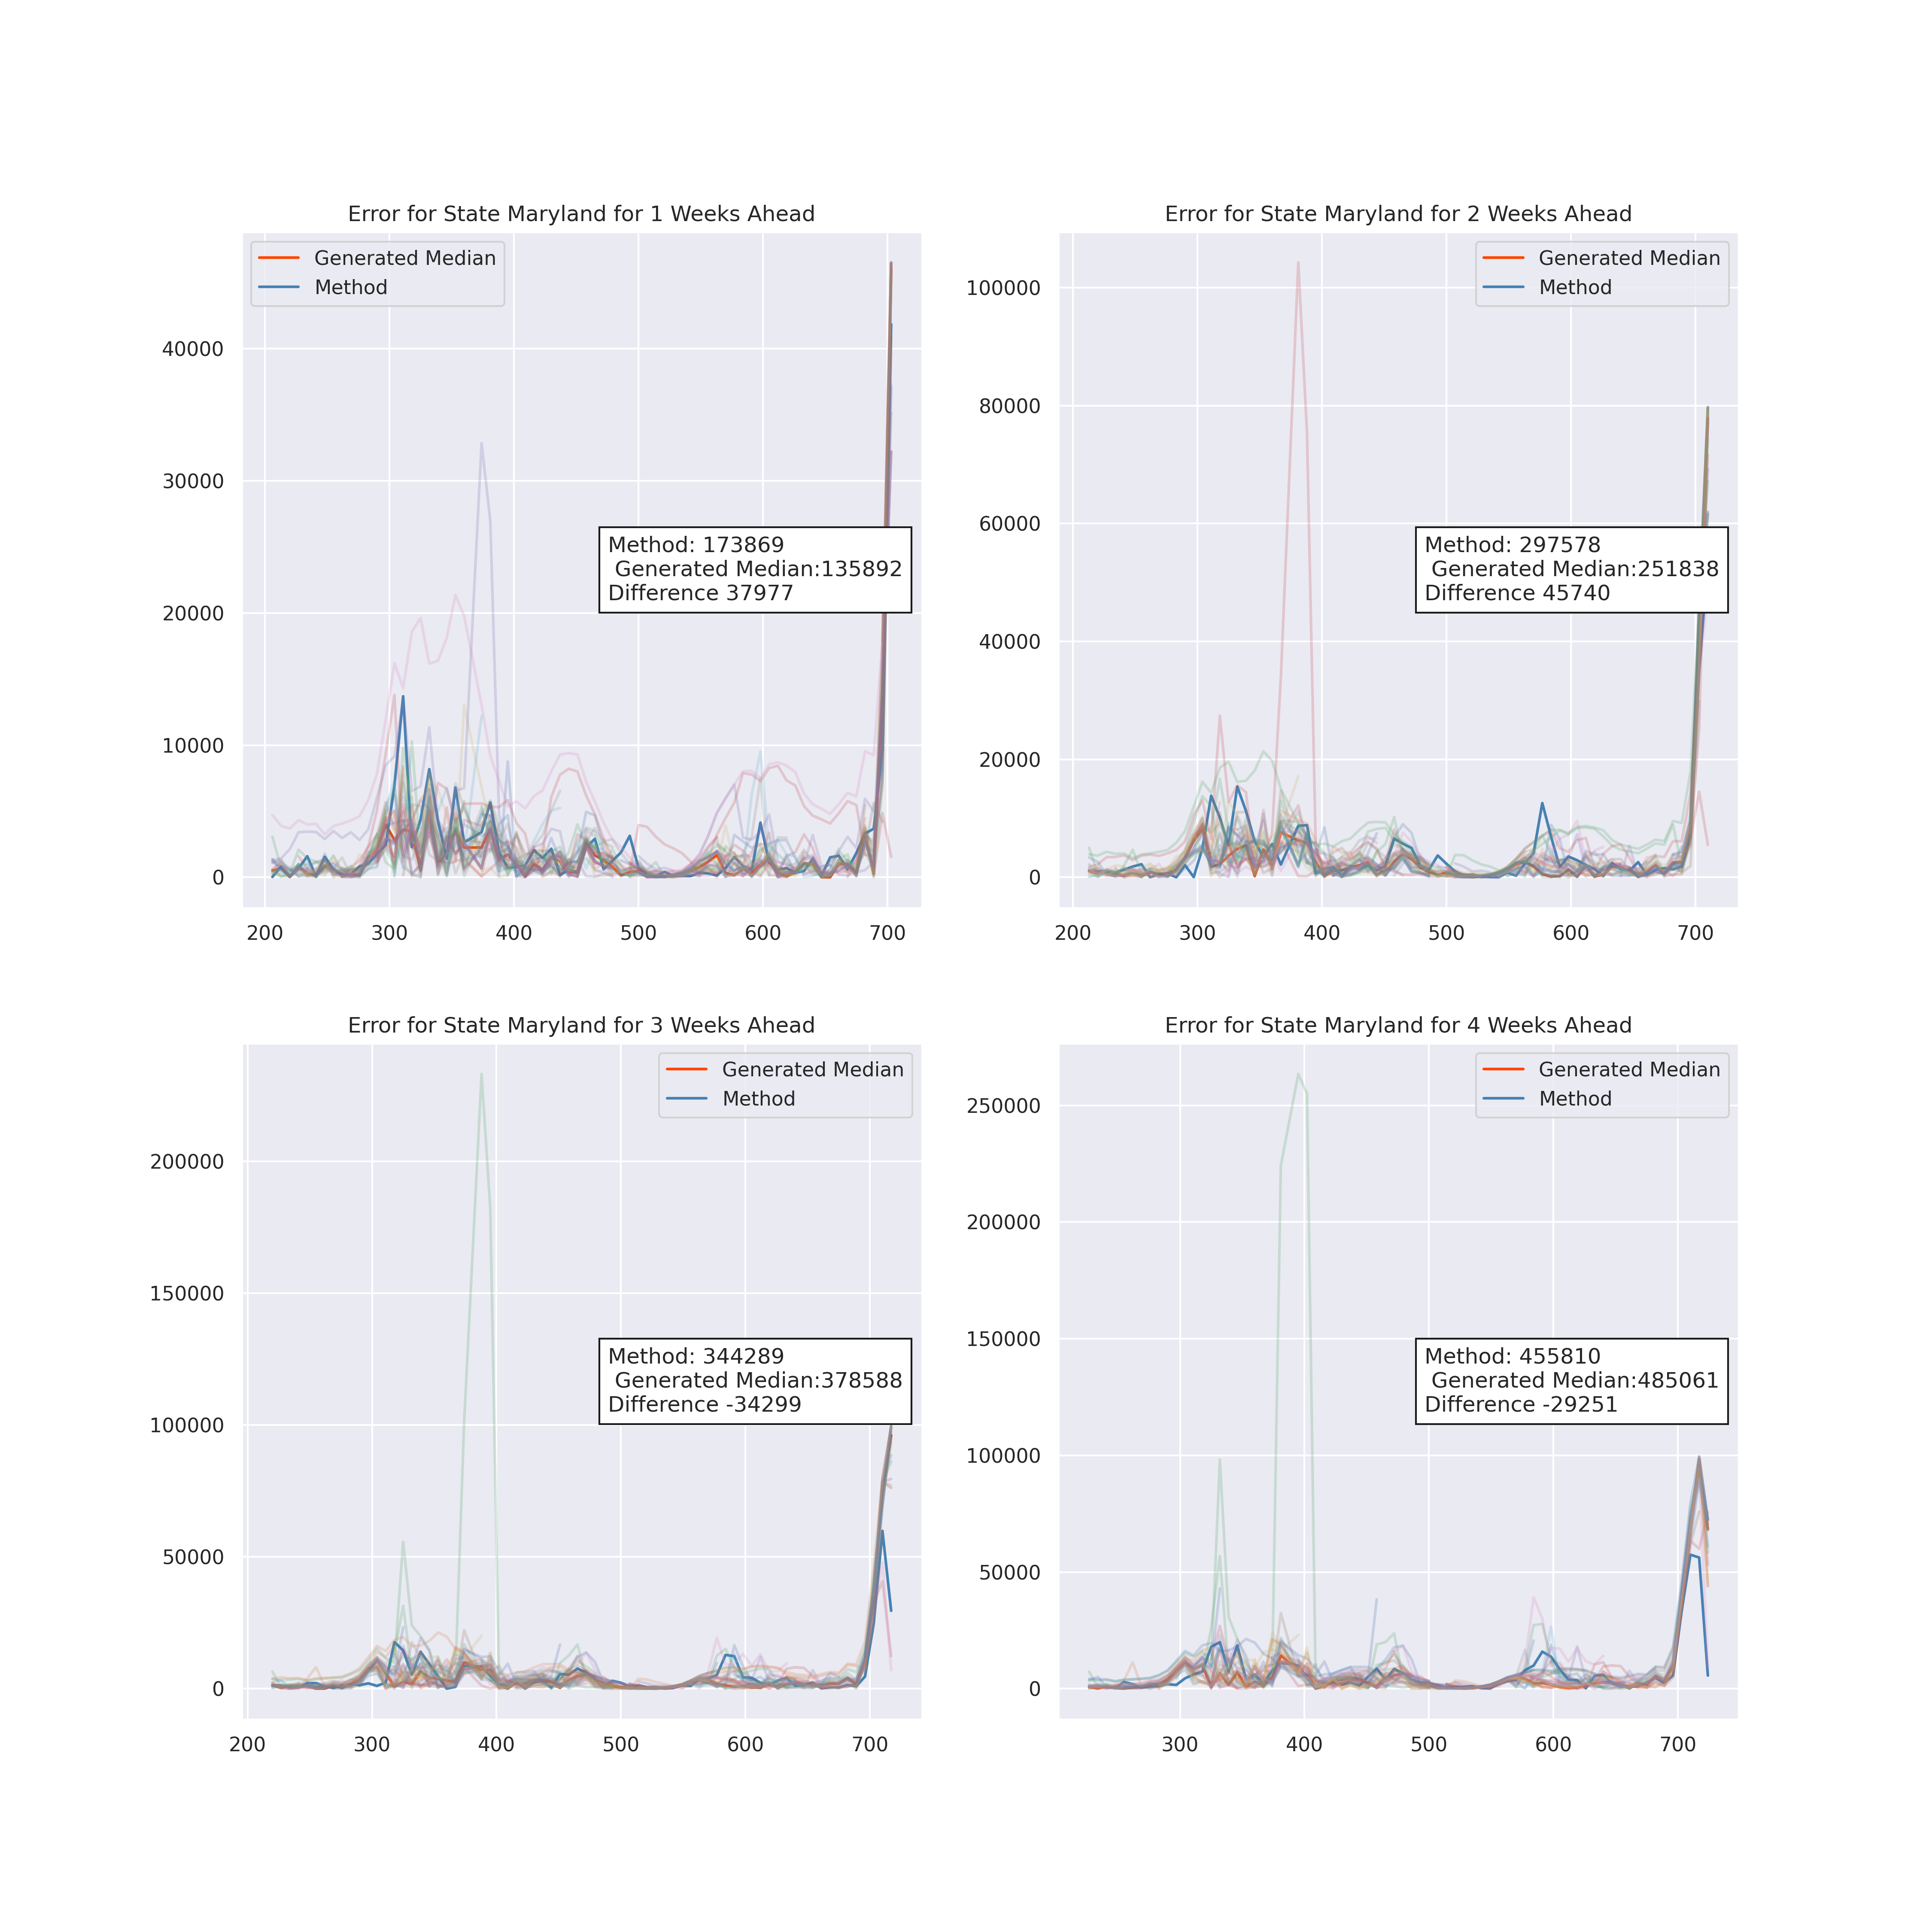 Error for State Maryland for 1 Weeks Ahead
Generated Median
Method
40000
30000
20000
10000
0
200 300 400 500 600 700
Method: 173869
Generated Median:135892
Difference 37977
Error for State Maryland for 2 Weeks Ahead
Generated Median
Method
100000
80000
60000
40000
20000
0
200 300 400 500 600 700
Method: 297578
Generated Median:251838
Difference 45740
Error for State Maryland for 3 Weeks Ahead
Generated Median
Method
200000
150000
100000
50000
0
200 300 400 500 600 700
Method: 344289
Generated Median:378588
Difference -34299
Error for State Maryland for 4 Weeks Ahead
Generated Median
Method
250000
200000
150000
100000
50000
0
300 400 500 600 700
Method: 455810
Generated Median:485061
Difference -29251